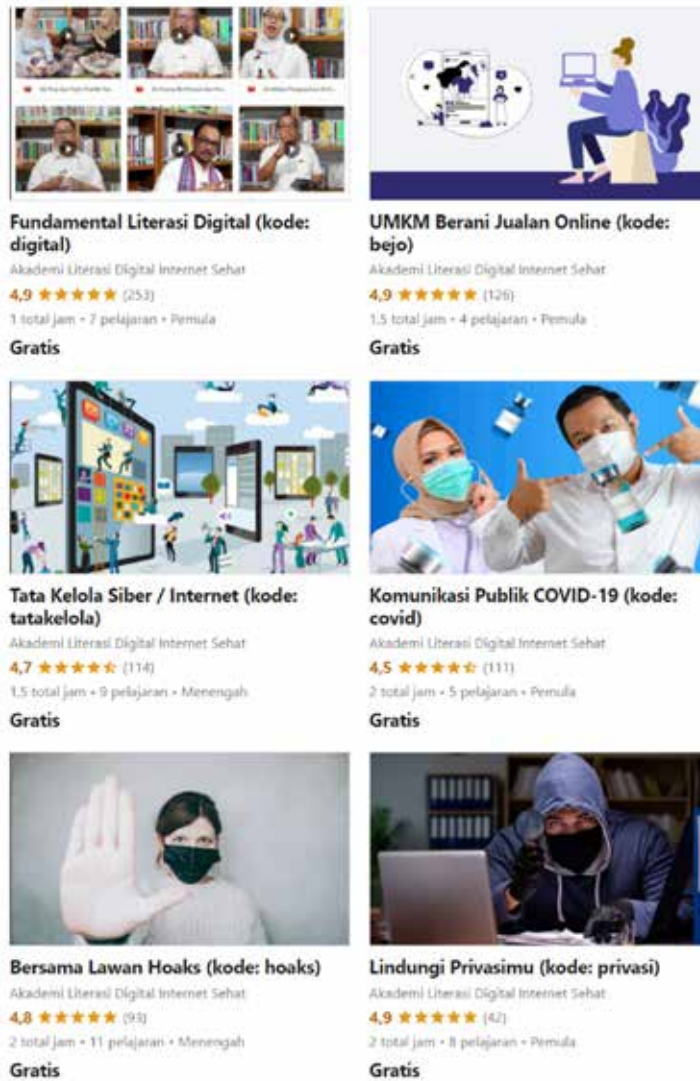 Fundamental Literasi Digital (kode:
digital)
Akademi Literasi Digital Internet Sehat
4,9 ★★★★★ (253)
1 total jam • 7 pelajaran • Pemula
Gratis
UMKM Berani Jualan Online (kode:
bejo)
Akademi Literasi Digital Internet Sehat
4,9 ★★★★★ (126)
1.5 total jam • 4 pelajaran • Pemula
Gratis
Tata Kelola Siber / Internet (kode:
tatakelola)
Akademi Literasi Digital Internet Sehat
4,7 (114)
1,5 total jam • 9 pelajaran • Menengah
Gratis
Komunikasi Publik COVID-19 (kode:
covid)
Akademi Literasi Digital Internet Sehat
4,5 (111)
2 total jam • 5 pelajaran • Pemula
Gratis
Bersama Lawan Hoaks (kode: hoaks)
Akademi Literasi Digital Internet Sehat
4,8 ★★★★★ (93)
2 total jam • 11 pelajaran • Menengah
Gratis
Lindungi Privasimu (kode: privasi)
Akademi Literasi Digital Internet Sehat
4,9 ★★★★★ (42)
2 total jam • 8 pelajaran • Pemula
Gratis